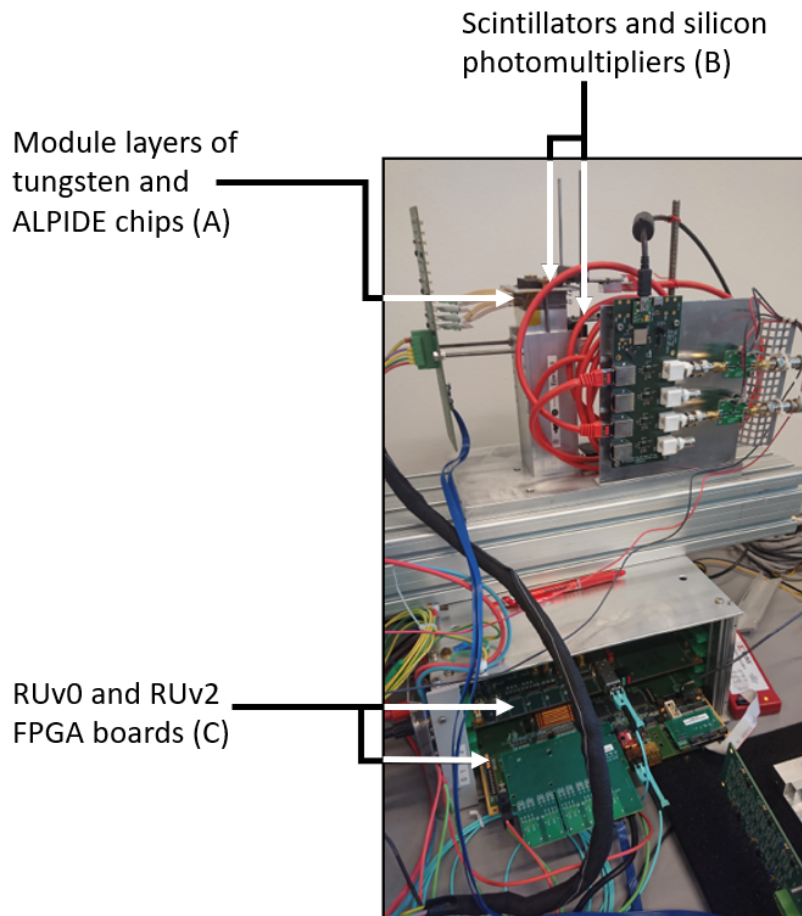 Scintillators and silicon
photomultipliers (B)
Module layers of
tungsten and
ALPIDE chips (A)
RUv0 and RUv2
FPGA boards (C)